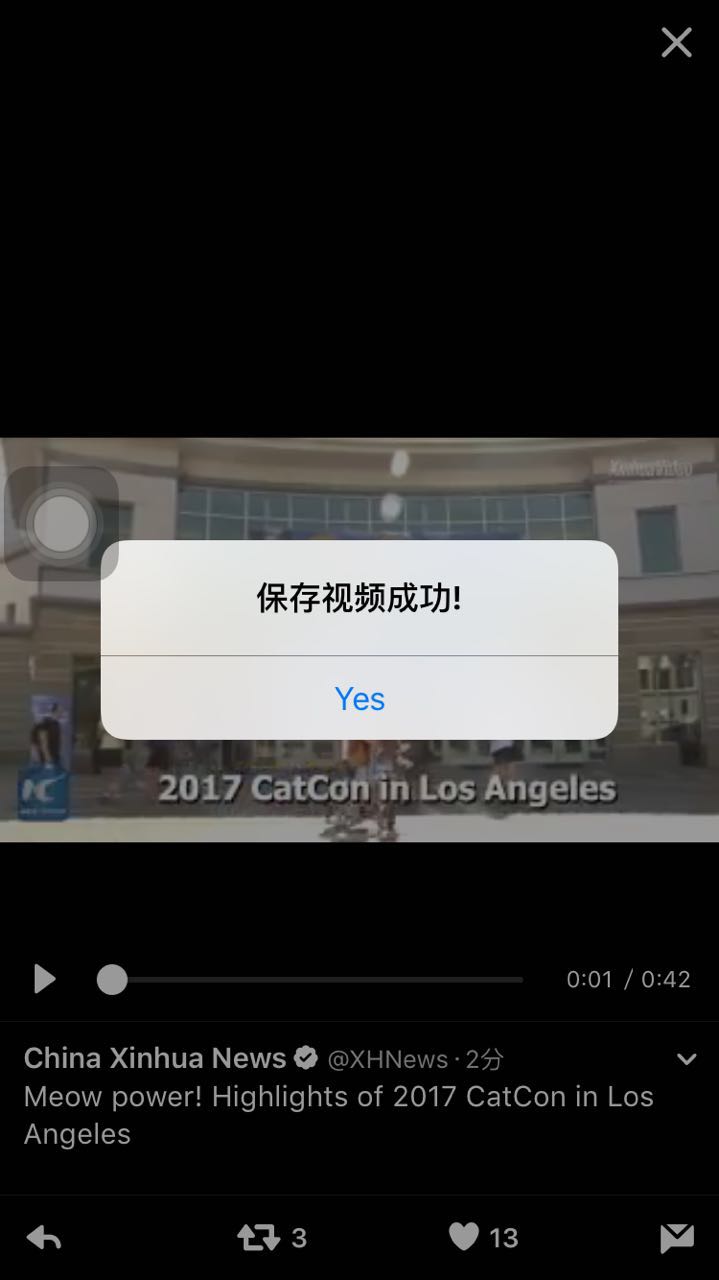 XinhuaVideo
保存视频成功!
Yes
2017 CatCon in Los Angeles
0:01 / 0:42
China Xinhua News @XHNews · 2分
Meow power! Highlights of 2017 CatCon in Los
Angeles
3
13